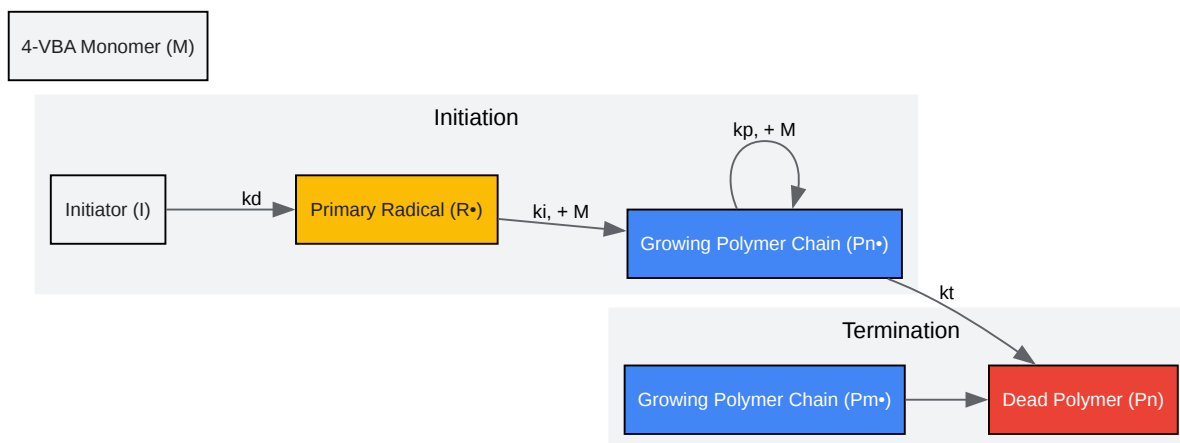 4-VBA Monomer (M)
Initiation
kp, + M
Initiator (I)
kd
Primary Radical (R•)
ki, + M
Growing Polymer Chain (Pn•)
kt
Termination
Growing Polymer Chain (Pm•)
Dead Polymer (Pn)